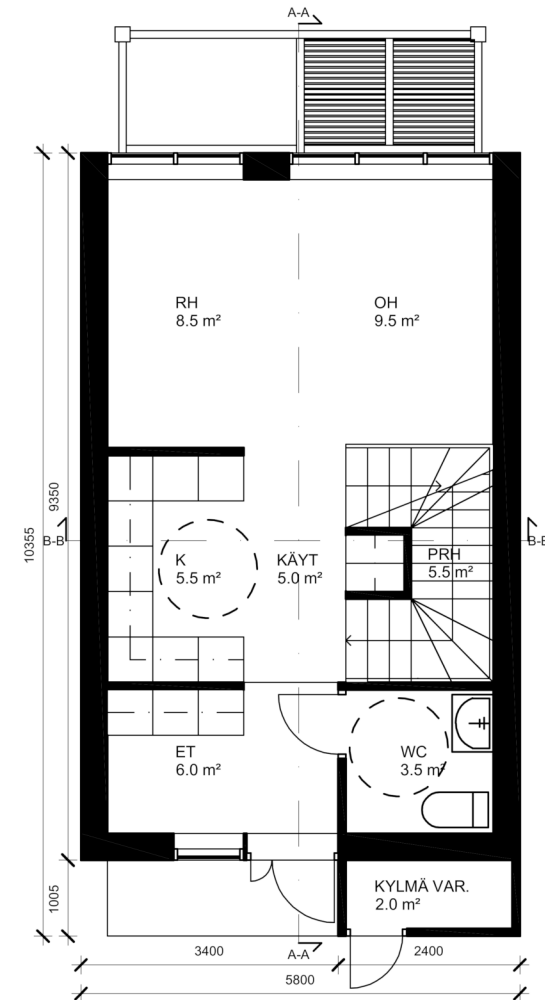 A-A
RH
8.5 m²
OH
9.5 m²
9350
10355
B-B
B-B
K
5.5 m²
KÄYT
5.0 m²
PRH
5.5 m²
ET
6.0 m²
WC
3.5 m²
KYLMÄ VAR.
2.0 m²
1005
A-A
3400
2400
5800